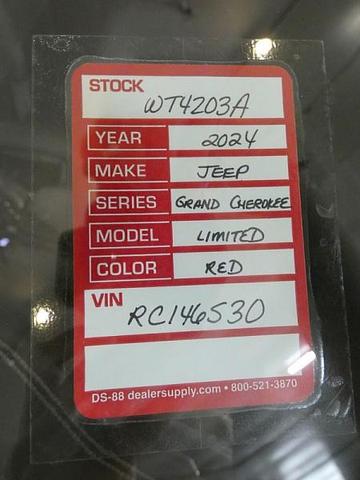 STOCK
WT4203A
YEAR 2024
MAKE JEEP
SERIES GRAND CHEROKEE
MODEL LIMITED
COLOR RED
VIN
RC146530
DS-88 dealersupply.com • 800-521-3870